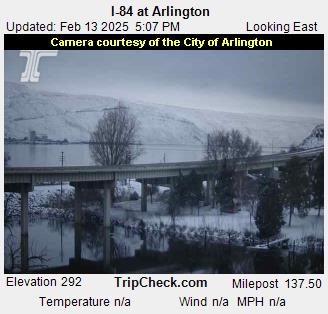 I-84 at Arlington
Updated: Feb 13 2025 5:07 PM Looking East
Camera courtesy of the City of Arlington
Elevation 292 TripCheck.com Milepost 137.50
Temperature n/a Wind n/a MPH n/a